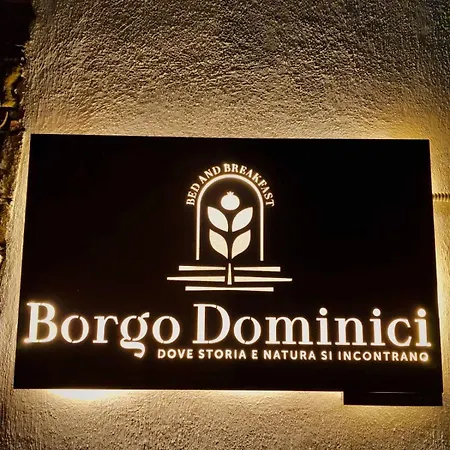 BED AND BREAKFAST
Borgo Dominici
DOVE STORIA E NATURA SI INCONTRANO